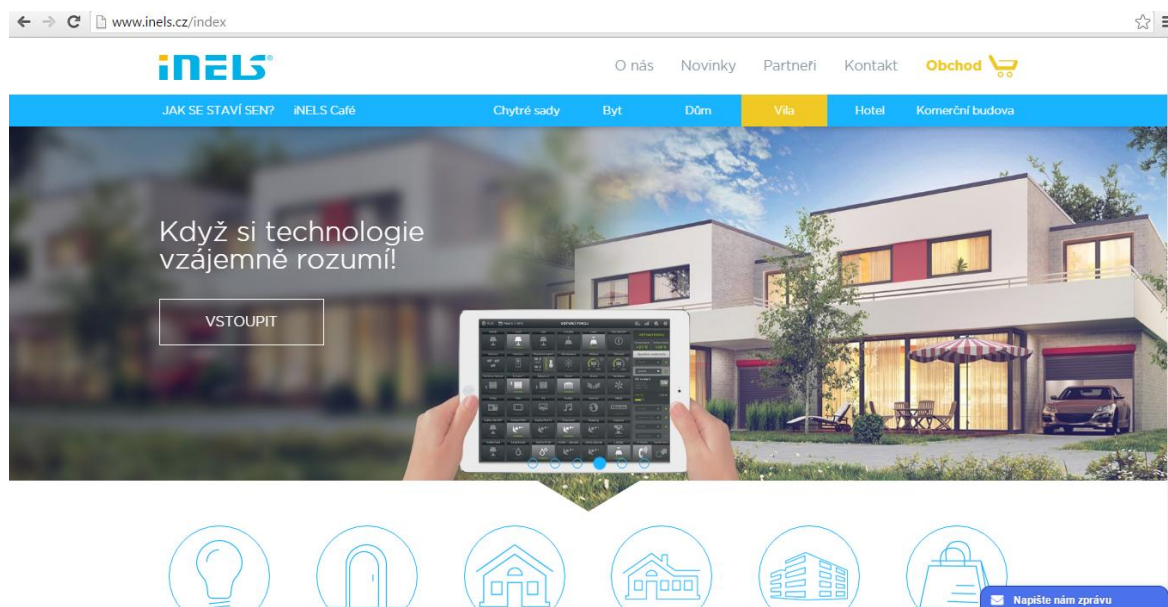 www.inels.cz/index
iNELS®
O nás Novinky Partneři Kontakt Obchod
JAK SE STAVÍ SEN? iNELS Café Chytré sady Byt Dům Vila Hotel Komerční budova
Když si technologie
vzájemně rozumí!
VSTOUPIT
Napište nám zprávu